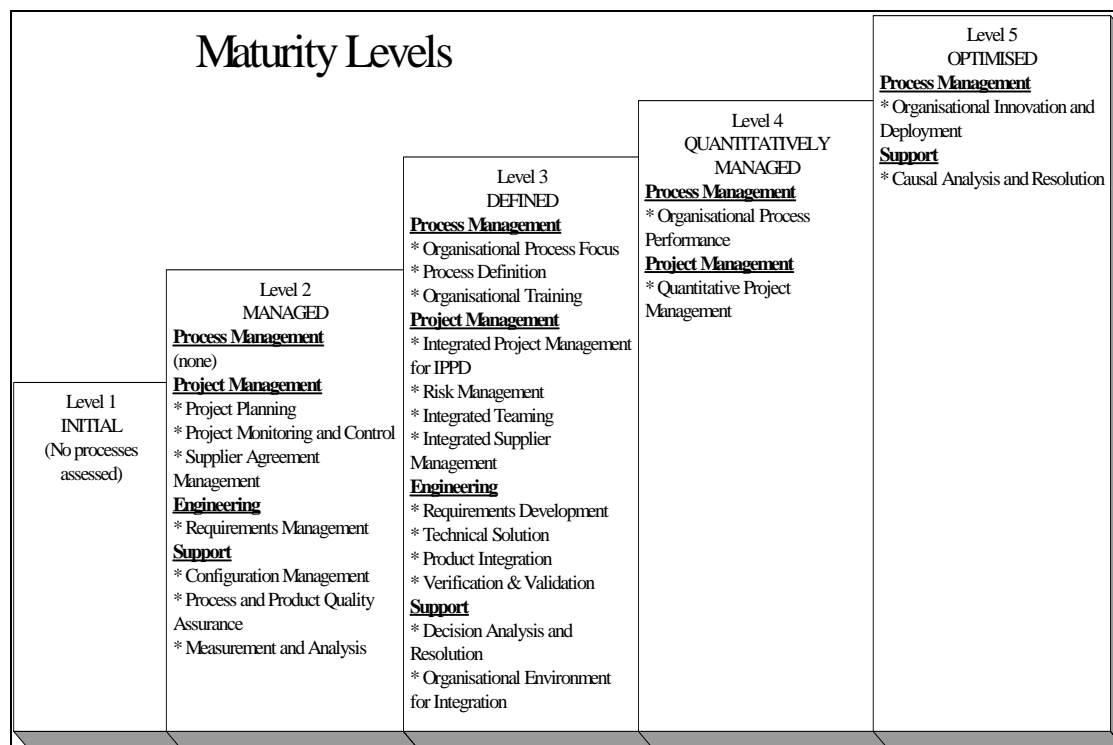 Maturity Levels
Level 1
INITIAL
(No processes
assessed)
Level 2
MANAGED
Process Management
(none)
Project Management
* Project Planning
* Project Monitoring and Control
* Supplier Agreement
Management
Engineering
* Requirements Management
Support
* Configuration Management
* Process and Product Quality
Assurance
* Measurement and Analysis
Level 3
DEFINED
Process Management
* Organisational Process Focus
* Process Definition
* Organisational Training
Project Management
* Integrated Project Management
for IPPD
* Risk Management
* Integrated Teaming
* Integrated Supplier
Management
Engineering
* Requirements Development
* Technical Solution
* Product Integration
* Verification & Validation
Support
* Decision Analysis and
Resolution
* Organisational Environment
for Integration
Level 4
QUANTITATIVELY
MANAGED
Process Management
* Organisational Process
Performance
Project Management
* Quantitative Project
Management
Level 5
OPTIMISED
Process Management
* Organisational Innovation and
Deployment
Support
* Causal Analysis and Resolution